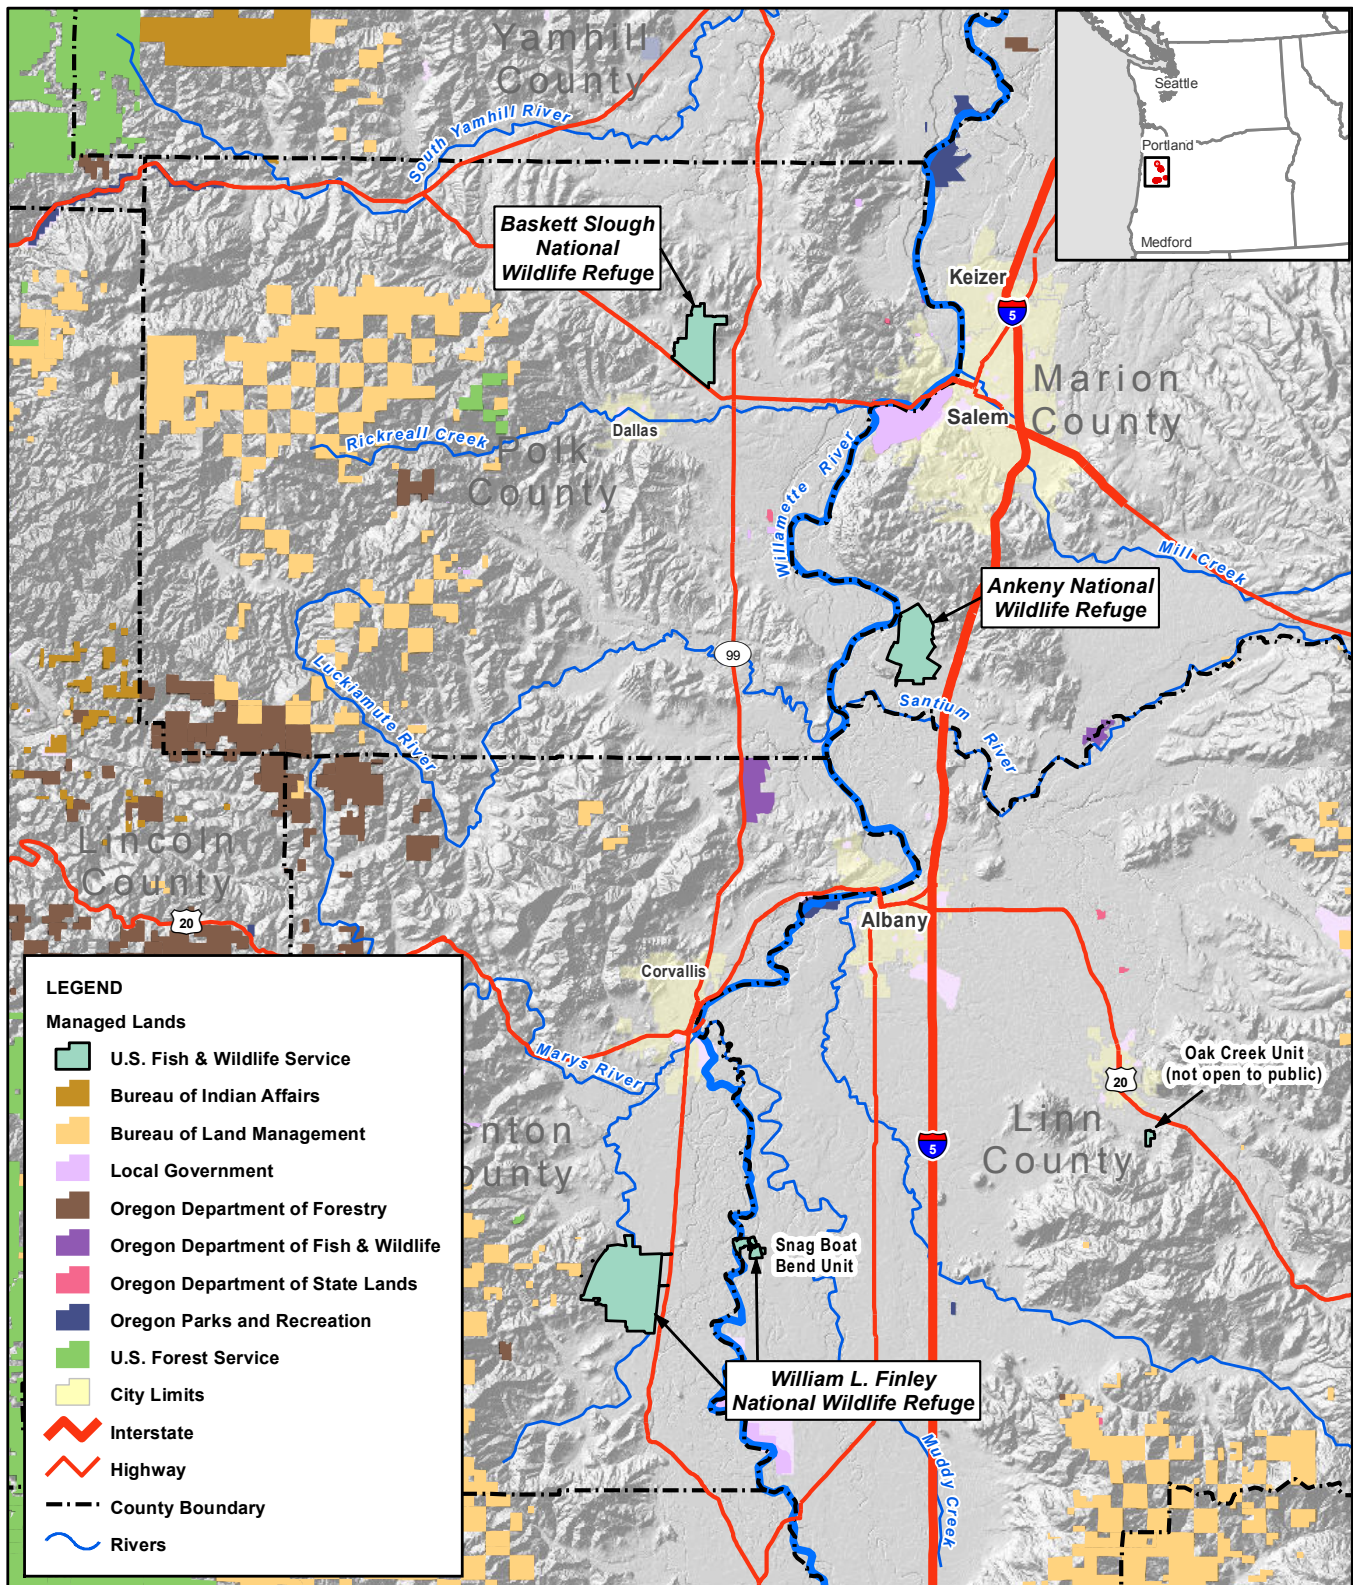 Yamhill
County
South Yamhill River
Seattle
Portland
Medford
Baskett Slough
National
Wildlife Refuge
Keizer
5
Marion
County
Salem
Dallas
Rickreall Creek
Polk
County
Willamette River
Mill Creek
Ankeny National
Wildlife Refuge
99
Luckiamute River
Santium
River
Lincoln
County
20
Albany
Corvallis
Marys River
Oak Creek Unit
(not open to public)
20
Linn
County
5
enton
ounty
Snag Boat
Bend Unit
William L. Finley
National Wildlife Refuge
Muddy Creek
LEGEND
Managed Lands
U.S. Fish & Wildlife Service
Bureau of Indian Affairs
Bureau of Land Management
Local Government
Oregon Department of Forestry
Oregon Department of Fish & Wildlife
Oregon Department of State Lands
Oregon Parks and Recreation
U.S. Forest Service
City Limits
Interstate
Highway
County Boundary
Rivers